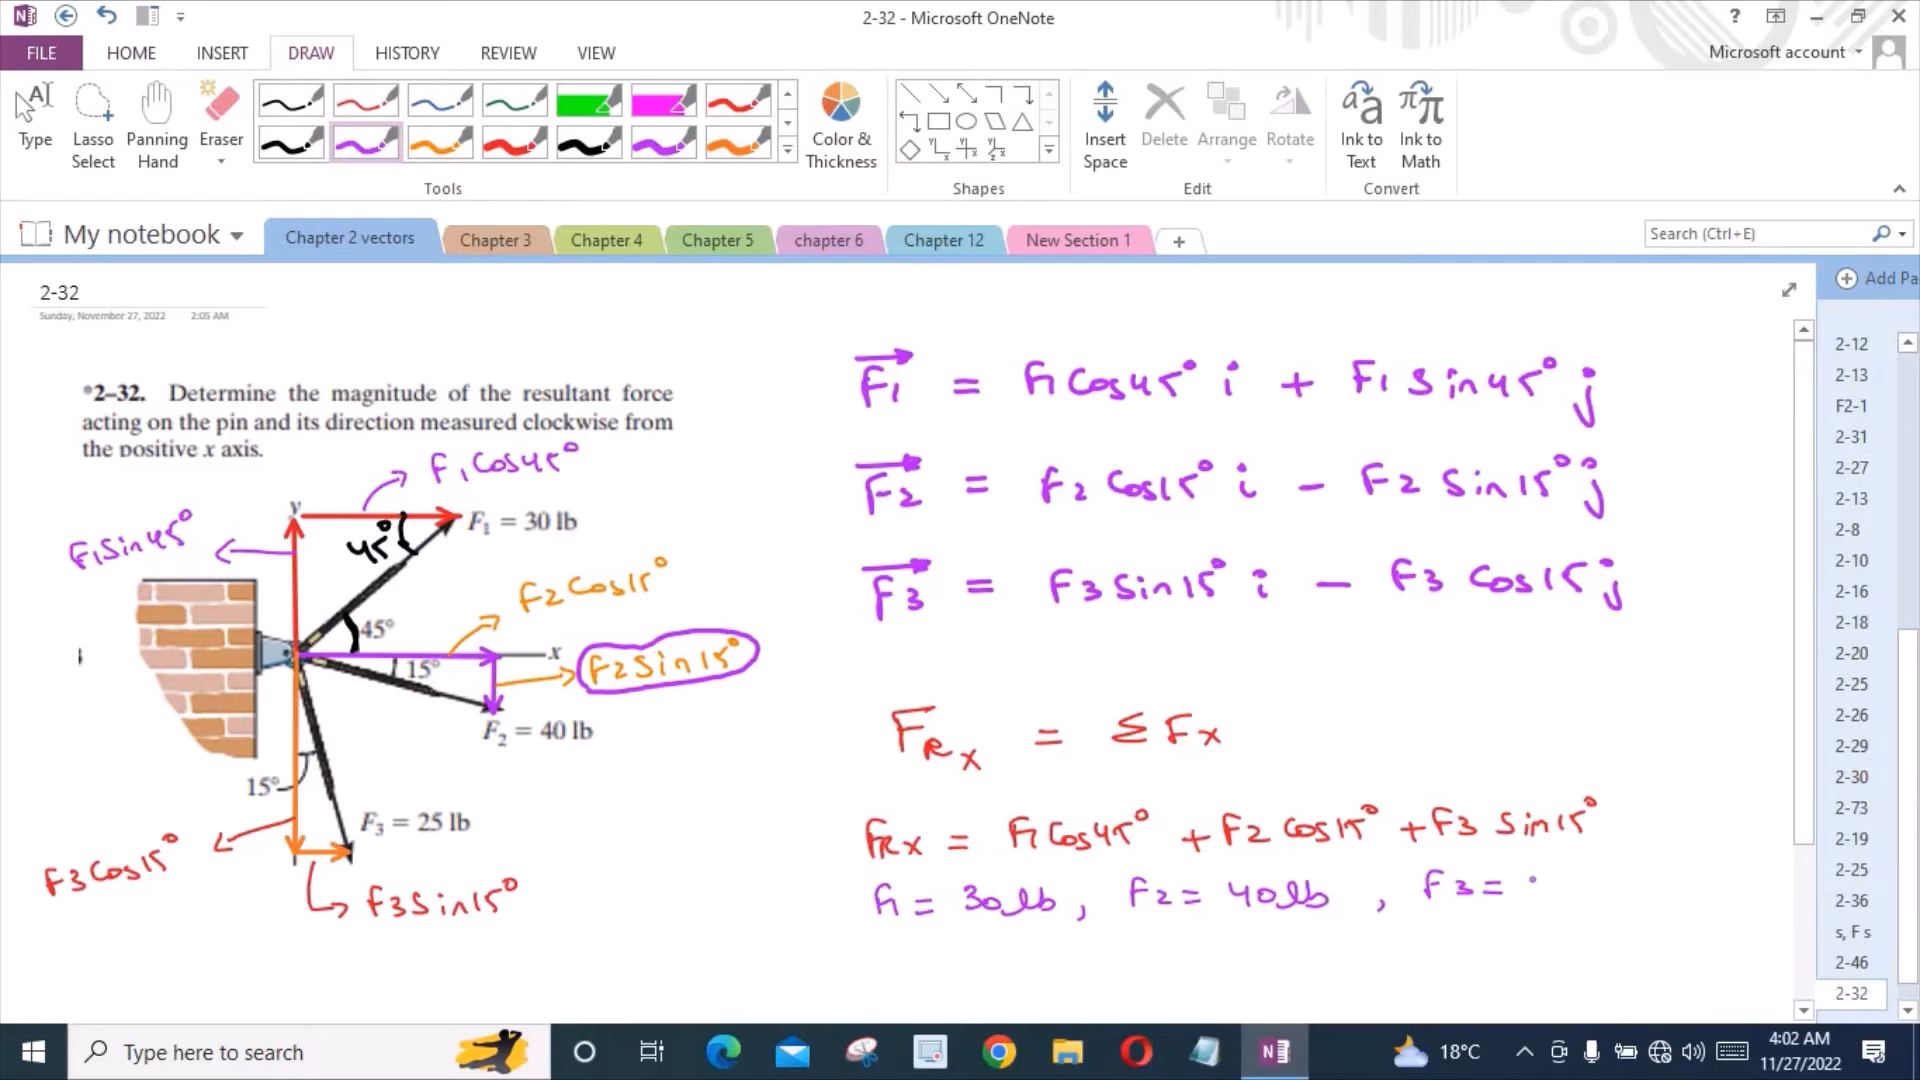 2-32 - Microsoft OneNote
?
FILE HOME INSERT DRAW HISTORY REVIEW VIEW
Microsoft account
Type
Lasso Select
Panning Hand
Eraser
Color & Thickness
Insert Space
Delete
Arrange
Rotate
Ink to Text
Ink to Math
Tools Shapes Edit Convert
My notebook Chapter 2 vectors Chapter 3 Chapter 4 Chapter 5 chapter 6 Chapter 12 New Section 1 +
Search (Ctrl+E)
Add Pa
2-32
Sunday, November 27, 2022 2:05 AM
*2–32. Determine the magnitude of the resultant force
acting on the pin and its direction measured clockwise from
the positive x axis.
F1Cos45°
y
F1 = 30 lb
45°
F1Sin45°
F2Cos15°
45°
x
F2Sin15°
15°
F2 = 40 lb
15°
F3 = 25 lb
F3Cos15°
F3Sin15°
F1 = F1Cos45° i + F1Sin45° j
F2 = F2Cos15° i - F2Sin15° j
F3 = F3Sin15° i - F3 Cos15 j
FRx = Σ Fx
FRx = F1Cos45° + F2 Cos15° + F3 Sin15°
F1 = 30lb, F2 = 40lb, F3 =
2-12
2-13
F2-1
2-31
2-27
2-13
2-8
2-10
2-16
2-18
2-20
2-25
2-26
2-29
2-30
2-73
2-19
2-25
2-36
s, F s
2-46
2-32
Type here to search
18°C
4:02 AM
11/27/2022